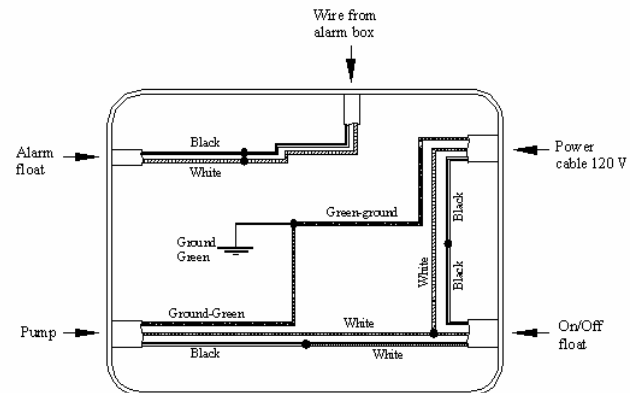 Wire from
alarm box
Alarm
float
Black
White
Power
cable 120 V
Green-ground
Black
Ground
Green
White
Black
Ground-Green
Pump
White
On/Off
float
Black
White